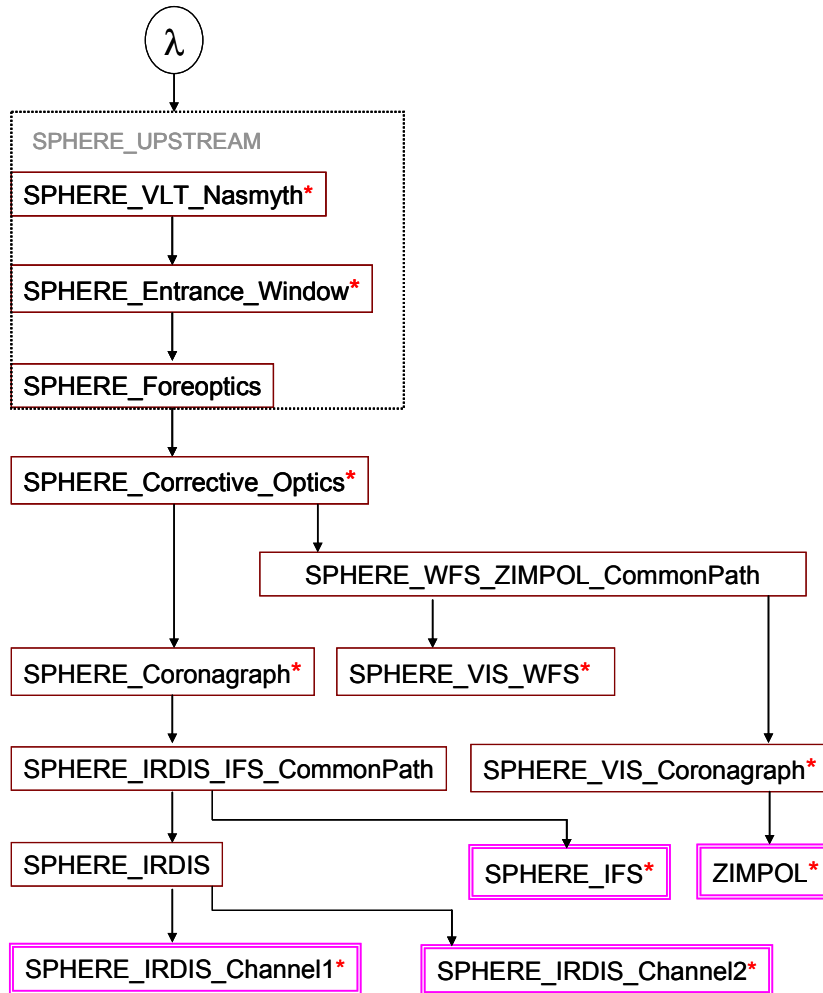 λ
SPHERE_UPSTREAM
SPHERE_VLT_Nasmyth*
SPHERE_Entrance_Window*
SPHERE_Foreoptics
SPHERE_Corrective_Optics*
SPHERE_WFS_ZIMPOL_CommonPath
SPHERE_Coronagraph*
SPHERE_VIS_WFS*
SPHERE_IRDIS_IFS_CommonPath
SPHERE_VIS_Coronagraph*
SPHERE_IRDIS
SPHERE_IFS*
ZIMPOL*
SPHERE_IRDIS_Channel1*
SPHERE_IRDIS_Channel2*